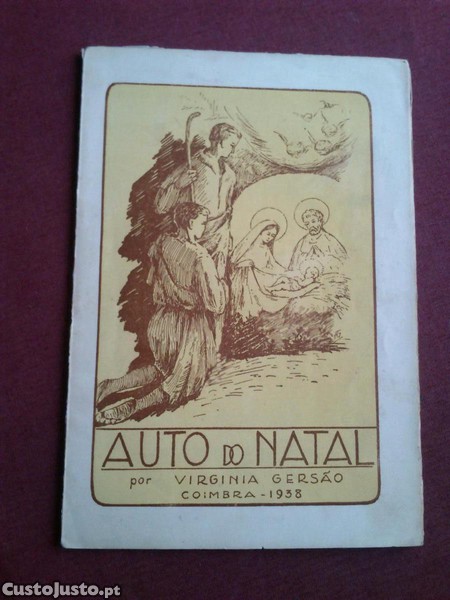 AUTO DO NATAL
por VIRGINIA GERSÃO
COIMBRA-1938
CustoJusto.pt